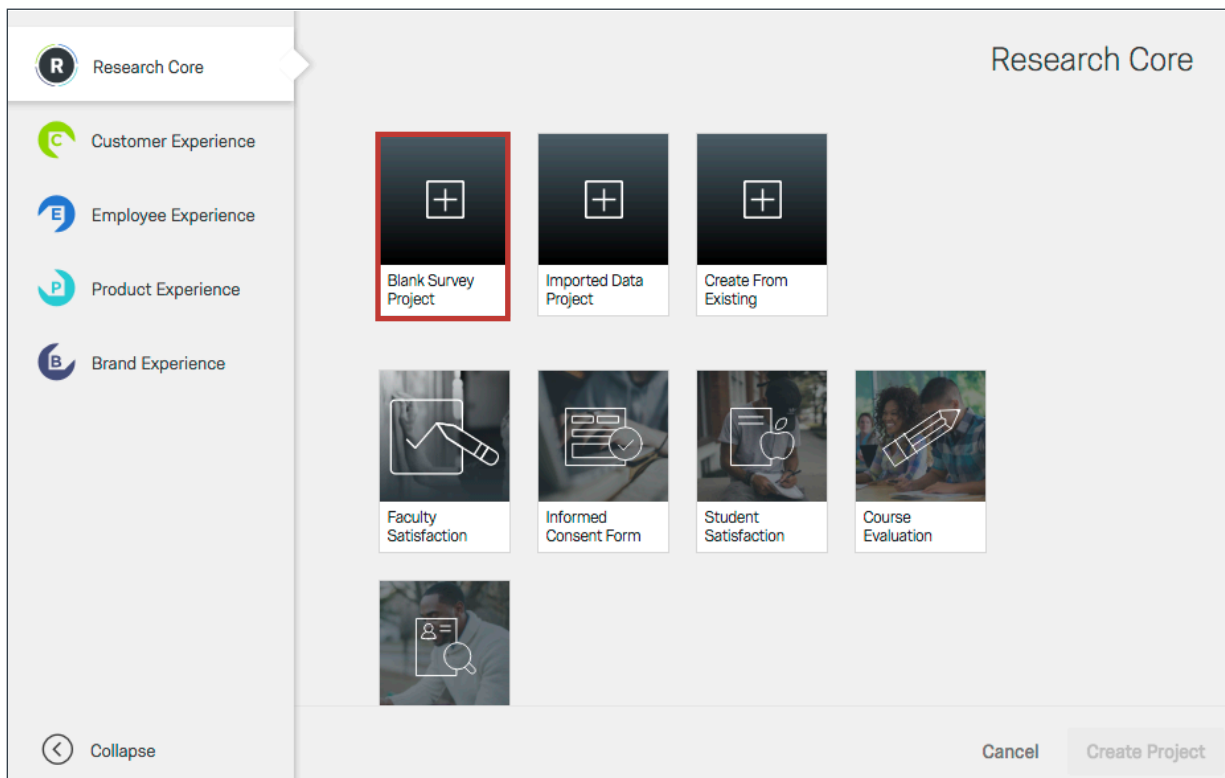 R
Research Core
C
Customer Experience
E
Employee Experience
P
Product Experience
B
Brand Experience
Collapse
Research Core
Blank Survey
Project
Imported Data
Project
Create From
Existing
Faculty
Satisfaction
Informed
Consent Form
Student
Satisfaction
Course
Evaluation
Cancel
Create Project